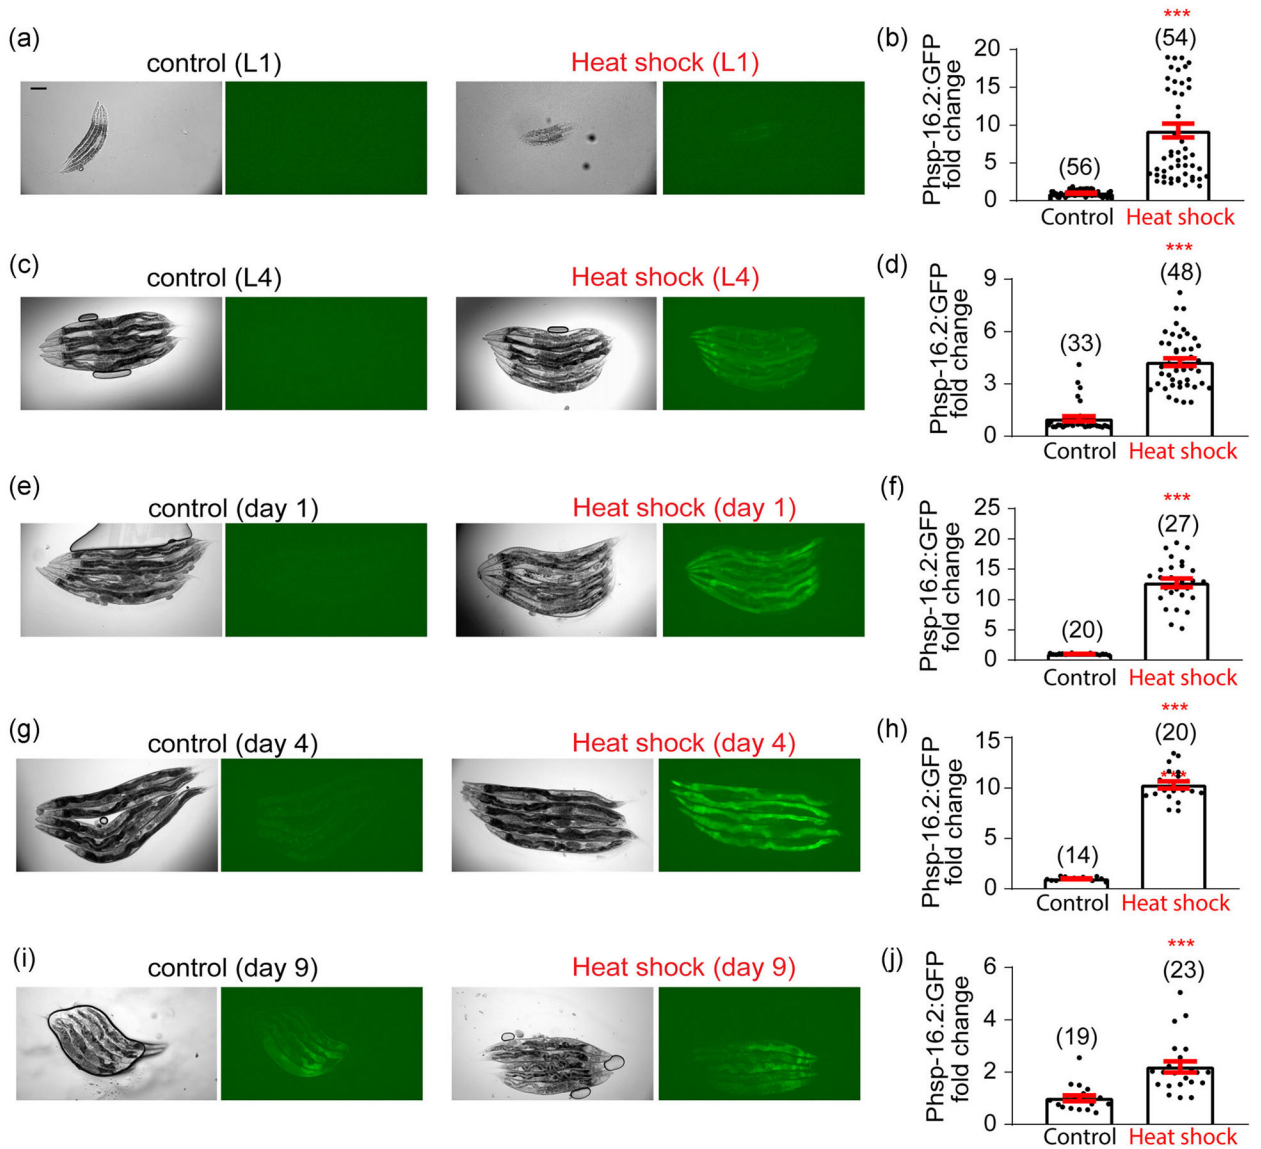 (a)
control (L1)
Heat shock (L1)
(b)
***
(54)
(56)
Phsp-16.2:GFP
fold change
20
15
10
5
0
Control
Heat shock
(c)
control (L4)
Heat shock (L4)
(d)
***
(48)
(33)
Phsp-16.2:GFP
fold change
9
6
3
0
Control
Heat shock
(e)
control (day 1)
Heat shock (day 1)
(f)
***
(27)
(20)
Phsp-16.2:GFP
fold change
25
20
15
10
5
0
Control
Heat shock
(g)
control (day 4)
Heat shock (day 4)
(h)
***
(20)
***
(14)
Phsp-16.2:GFP
fold change
15
10
5
0
Control
Heat shock
(i)
control (day 9)
Heat shock (day 9)
(j)
***
(23)
(19)
Phsp-16.2:GFP
fold change
6
4
2
0
Control
Heat shock